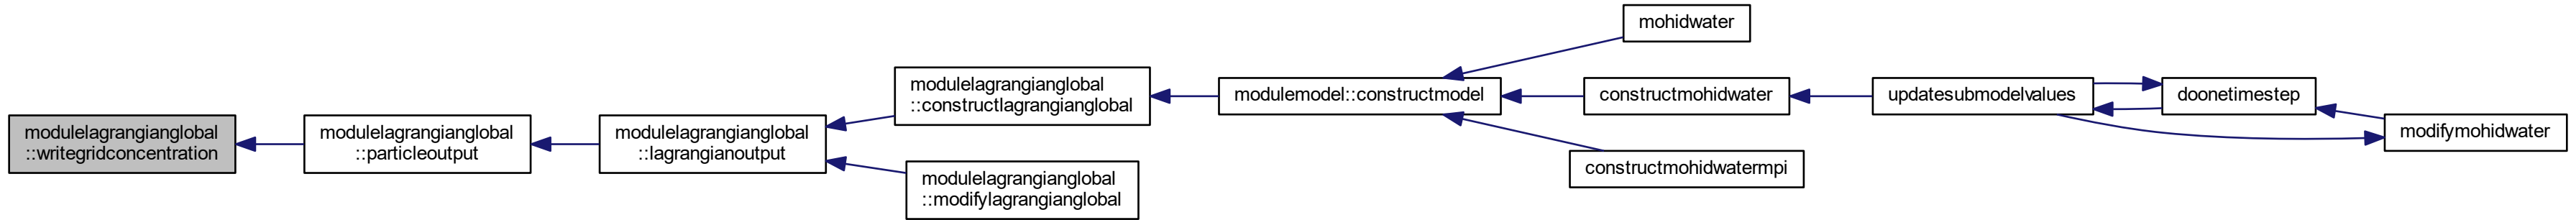 modulelagrangianglobal
::writegridconcentration
modulelagrangianglobal
::particleoutput
modulelagrangianglobal
::lagrangianoutput
modulelagrangianglobal
::constructlagrangianglobal
modulelagrangianglobal
::modifylagrangianglobal
modulemodel::constructmodel
mohidwater
constructmohidwater
constructmohidwatermpi
updatesubmodelvalues
doonetimestep
modifymohidwater